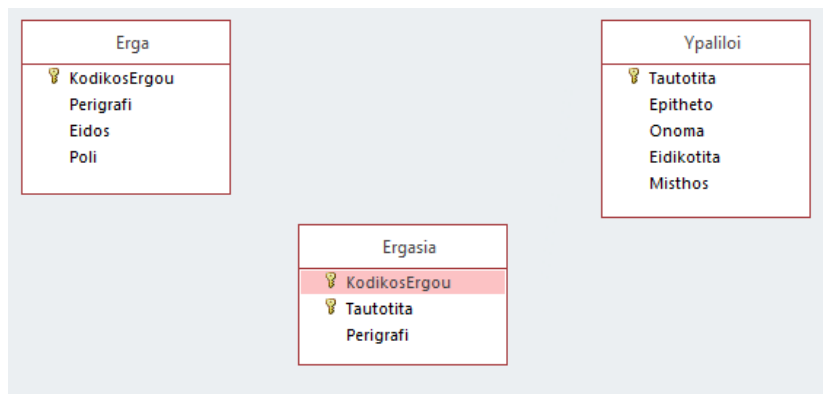 Erga
KodikosErgou
Perigrafi
Eidos
Poli
Ypaliloi
Tautotita
Epitheto
Onoma
Eidikotita
Misthos
Ergasia
KodikosErgou
Tautotita
Perigrafi